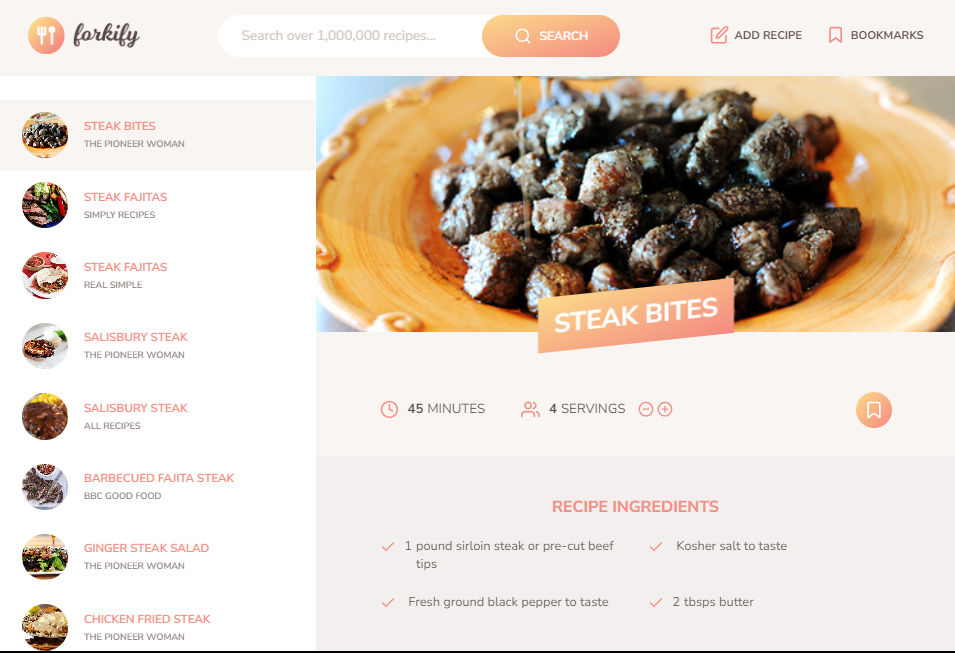 forkify
Search over 1,000,000 recipes...
SEARCH
ADD RECIPE
BOOKMARKS
STEAK BITES
THE PIONEER WOMAN
STEAK FAJITAS
SIMPLY RECIPES
STEAK FAJITAS
REAL SIMPLE
SALISBURY STEAK
THE PIONEER WOMAN
SALISBURY STEAK
ALL RECIPES
BARBECUED FAJITA STEAK
BBC GOOD FOOD
GINGER STEAK SALAD
THE PIONEER WOMAN
CHICKEN FRIED STEAK
THE PIONEER WOMAN
STEAK BITES
45 MINUTES
4 SERVINGS
RECIPE INGREDIENTS
1 pound sirloin steak or pre-cut beef
tips
Kosher salt to taste
Fresh ground black pepper to taste
2 tbsps butter